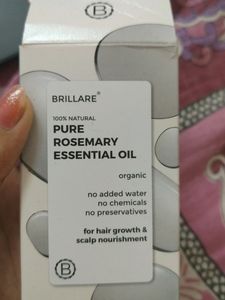 B
BRILLARE®
100% NATURAL
PURE
ROSEMARY
ESSENTIAL OIL
organic
no added water
no chemicals
no preservatives
for hair growth &
scalp nourishment
B